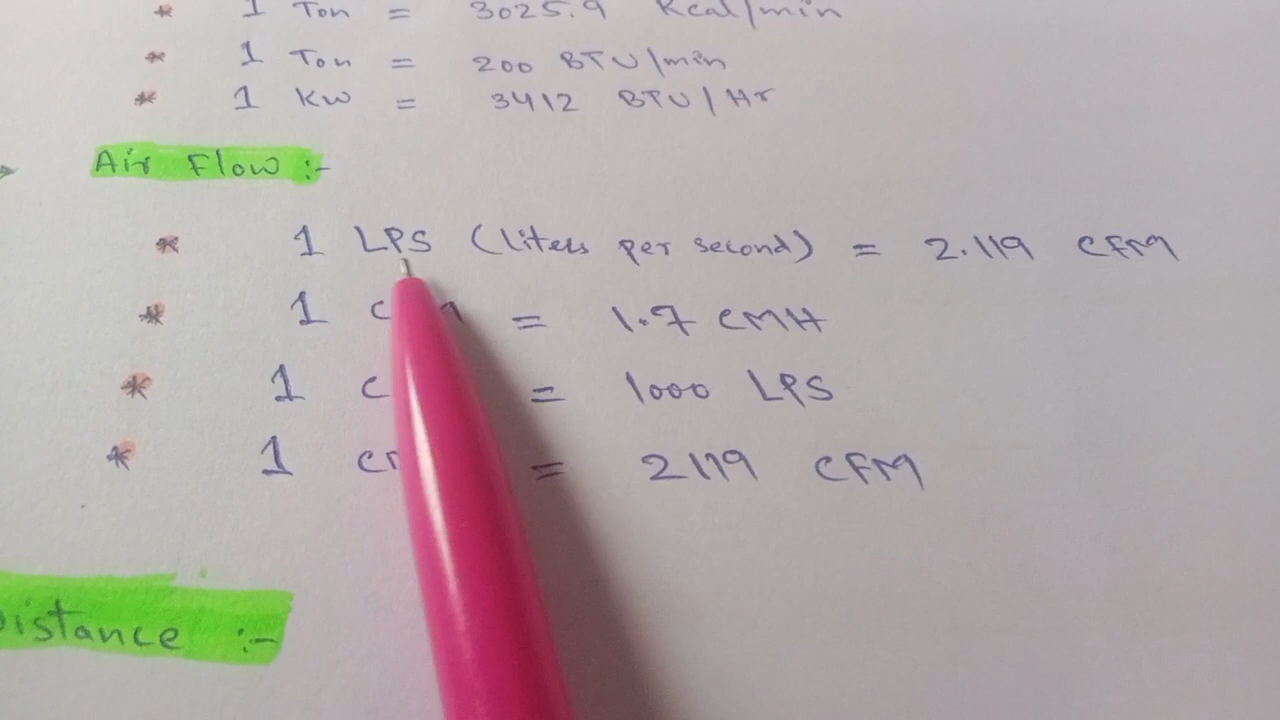 * 1 Ton = 3025.9 Kcal/min
* 1 Ton = 200 BTU/min
* 1 KW = 3412 BTU/Hr
Air Flow :-
* 1 LPS (liters per second) = 2.119 CFM
* 1 = 1.7 CMH
* 1 = 1000 LPS
* 1 = 2119 CFM
Distance :-